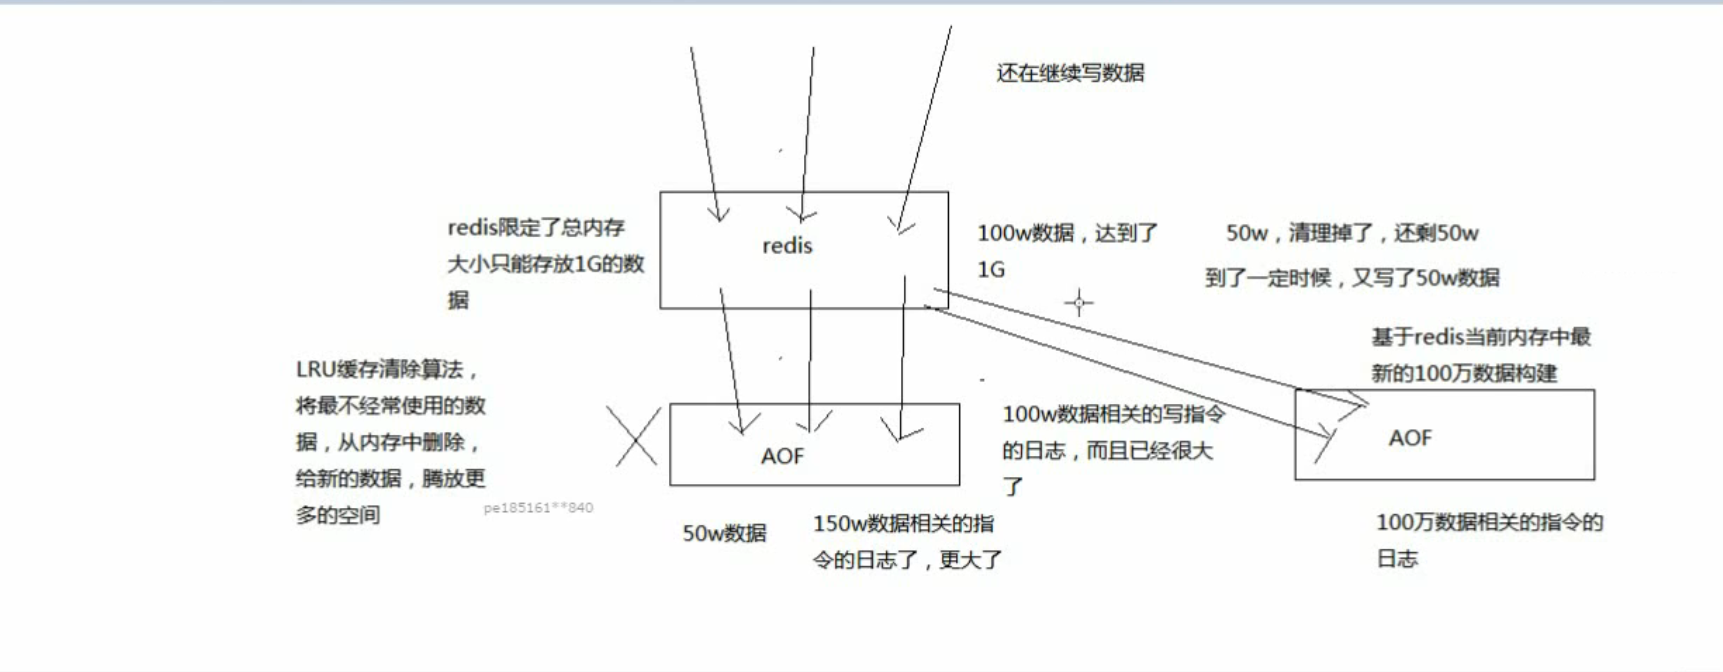 还在继续写数据
redis限定了总内存
大小只能存放1G的数
据
redis
100w数据，达到了
1G
50w，清理掉了，还剩50w
到了一定时候，又写了50w数据
基于redis当前内存中最
新的100万数据构建
LRU缓存清除算法，
将最不经常使用的数
据，从内存中删除，
给新的数据，腾放更
多的空间
AOF
100w数据相关的写指令
的日志，而且已经很大
了
AOF
pe185161**840
50w数据
150w数据相关的指
令的日志了，更大了
100万数据相关的指令的
日志